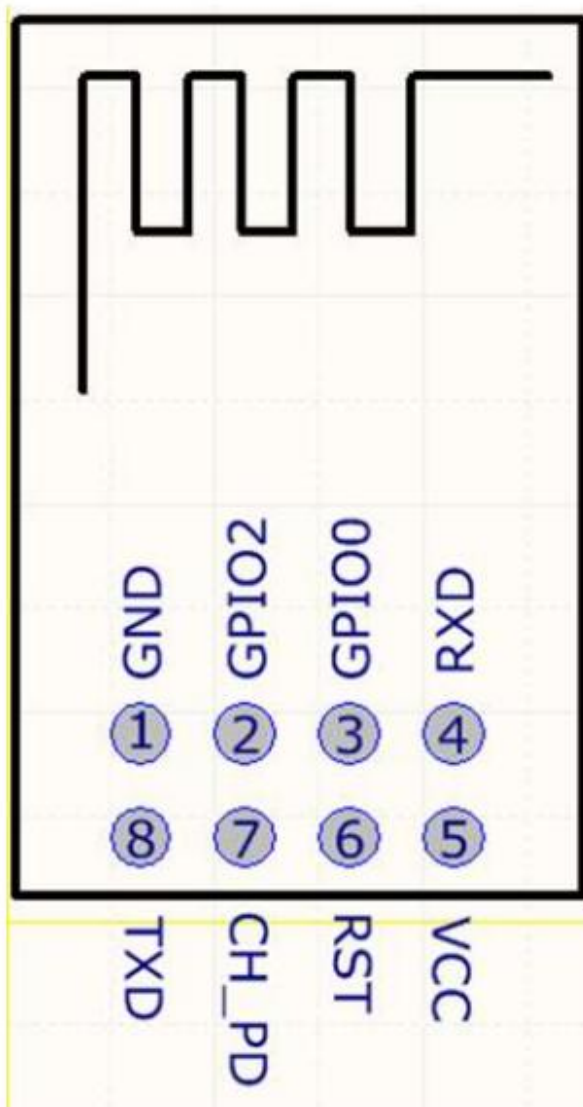 GND
GPIO2
GPIO0
RXD
1 2 3 4
8 7 6 5
TXD
CH_PD
RST
VCC